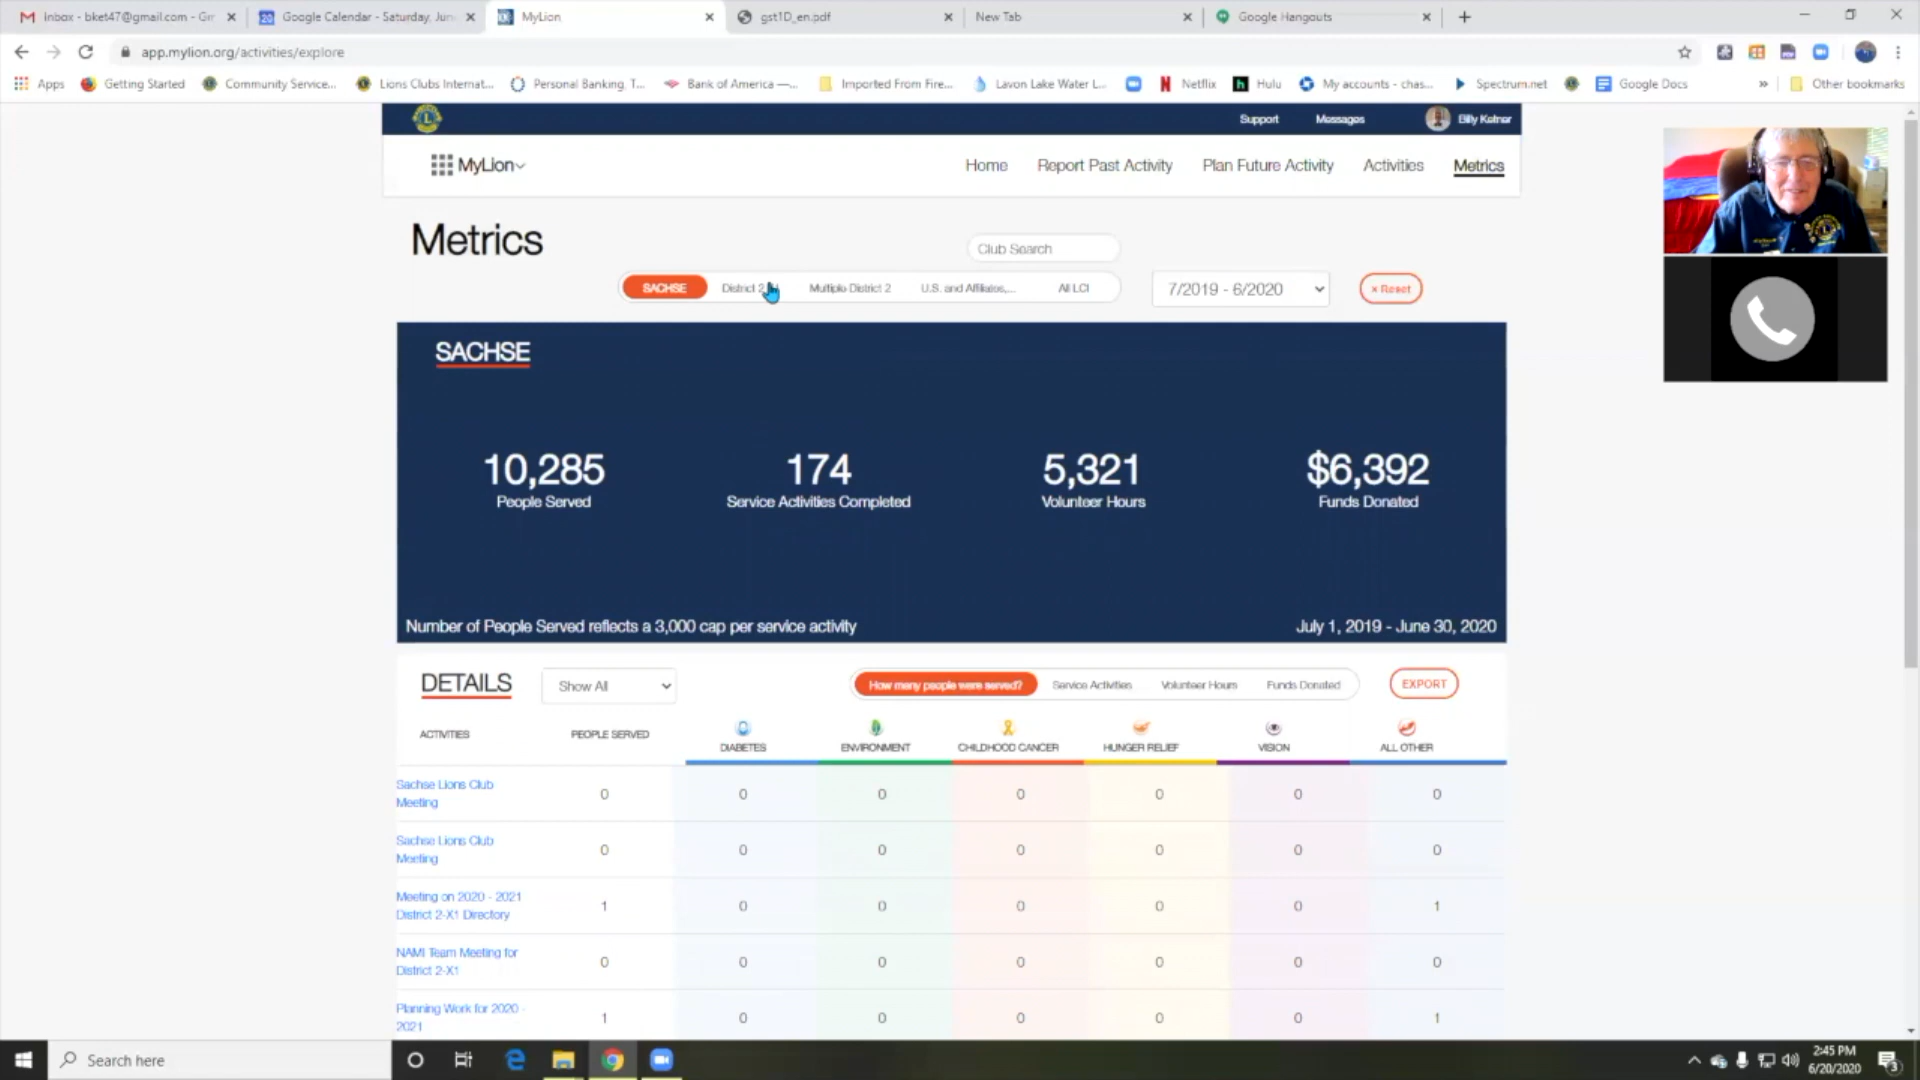 Inbox - bket47@gmail.com - Gr
Google Calendar - Saturday, Jun
MyLion
gst1D_en.pdf
New Tab
Google Hangouts
app.mylion.org/activities/explore
Apps
Getting Started
Community Service...
Lions Clubs Internat...
Personal Banking, T...
Bank of America —...
Imported From Fire...
Lavon Lake Water L...
Netflix
Hulu
My accounts - chas...
Spectrum.net
Google Docs
»
Other bookmarks
Support
Messages
MyLion
Home
Report Past Activity
Plan Future Activity
Activities
Metrics
Metrics
Club Search
SACHSE
District 2
Multiple District 2
U.S. and Affiliates,...
All LCI
7/2019 - 6/2020
x Reset
SACHSE
10,285
People Served
174
Service Activities Completed
5,321
Volunteer Hours
$6,392
Funds Donated
Number of People Served reflects a 3,000 cap per service activity
July 1, 2019 - June 30, 2020
DETAILS
Show All
How many people were served?
Service Activities
Volunteer Hours
Funds Donated
EXPORT
ACTIVITIES
PEOPLE SERVED
DIABETES
ENVIRONMENT
CHILDHOOD CANCER
HUNGER RELIEF
VISION
ALL OTHER
Sachse Lions Club
Meeting
0 0 0 0 0 0 0
Sachse Lions Club
Meeting
0 0 0 0 0 0 0
Meeting on 2020 - 2021
District 2-X1 Directory
1 0 0 0 0 0 1
NAMI Team Meeting for
District 2-X1
0 0 0 0 0 0 0
Planning Work for 2020 -
2021
1 0 0 0 0 0 1
Search here
2:45 PM
6/20/2020
3